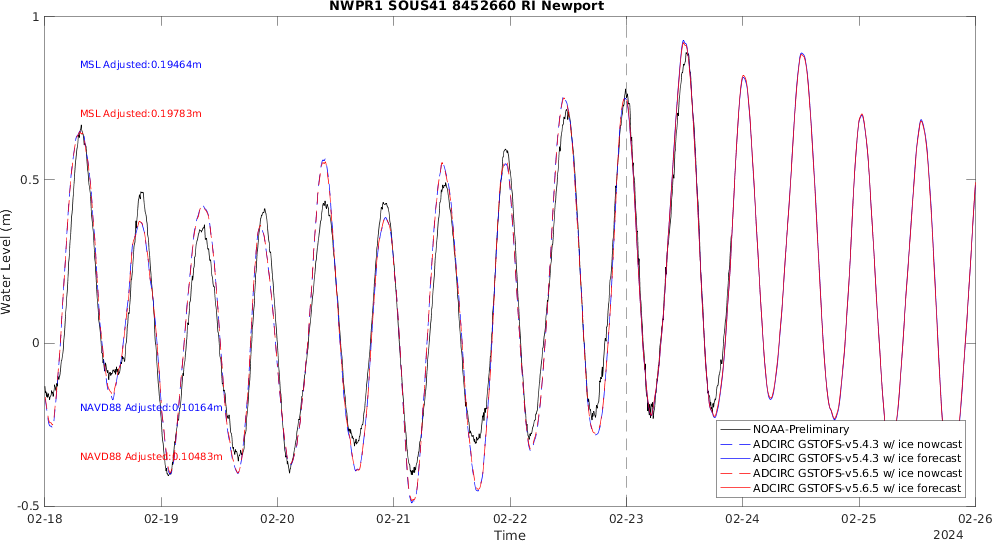 NWPR1 SOUS41 8452660 RI Newport
1
MSL Adjusted:0.19464m
MSL Adjusted:0.19783m
0.5
Water Level (m)
0
NAVD88 Adjusted:0.10164m
NAVD88 Adjusted:0.10483m
NOAA-Preliminary
ADCIRC GSTOFS-v5.4.3 w/ ice nowcast
ADCIRC GSTOFS-v5.4.3 w/ ice forecast
ADCIRC GSTOFS-v5.6.5 w/ ice nowcast
ADCIRC GSTOFS-v5.6.5 w/ ice forecast
-0.5
02-18 02-19 02-20 02-21 02-22 02-23 02-24 02-25 02-26
Time
2024